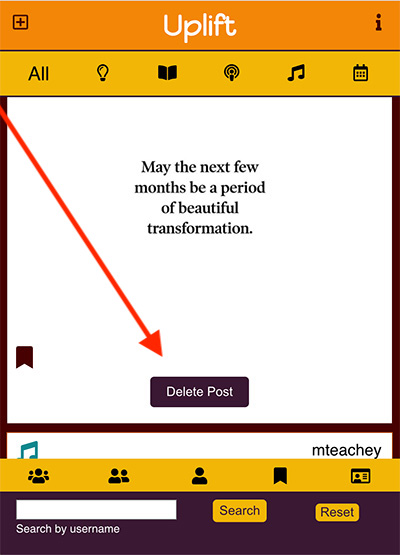 Uplift
All
May the next few
months be a period
of beautiful
transformation.
Delete Post
mteachey
Search
Reset
Search by username